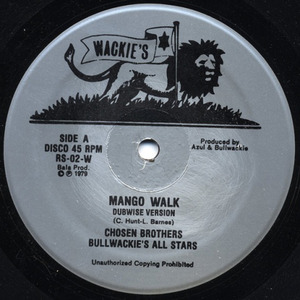 WACKIE'S
SIDE A
DISCO 45 RPM
RS-02-W
Bala Prod.
© ℗ 1979
Produced by
Azul & Bullwackie
MANGO WALK
DUBWISE VERSION
(C. Hunt-L. Barnes)
CHOSEN BROTHERS
BULLWACKIE'S ALL STARS
Unauthorized Copying Prohibited